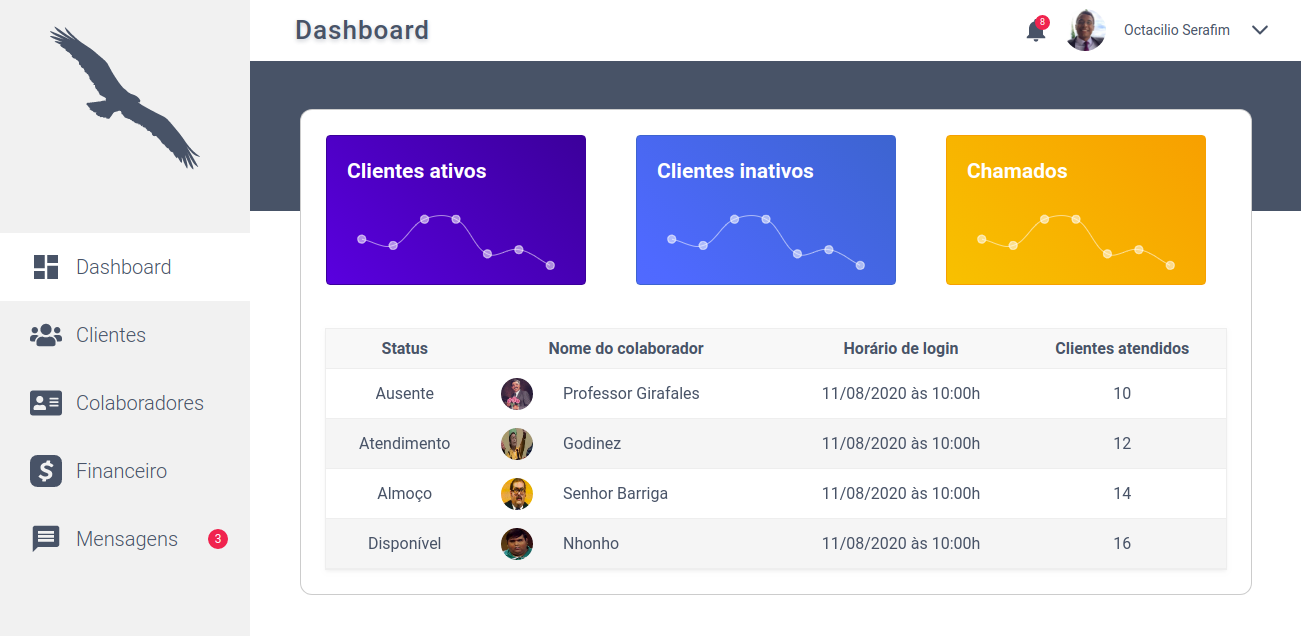 Dashboard
8
Octacilio Serafim
Dashboard
Clientes
Colaboradores
Financeiro
Mensagens 3
Clientes ativos
Clientes inativos
Chamados
Status Nome do colaborador Horário de login Clientes atendidos
Ausente Professor Girafales 11/08/2020 às 10:00h 10
Atendimento Godinez 11/08/2020 às 10:00h 12
Almoço Senhor Barriga 11/08/2020 às 10:00h 14
Disponível Nhonho 11/08/2020 às 10:00h 16